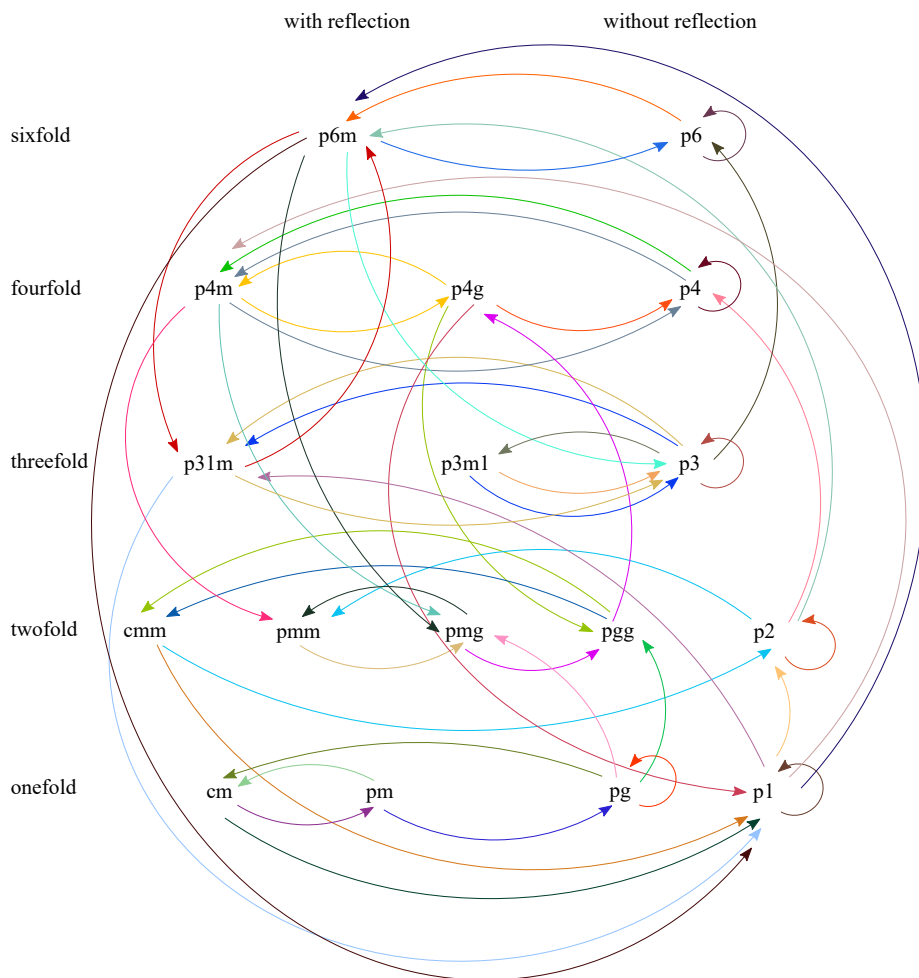 with reflection without reflection
sixfold p6m p6
fourfold p4m p4g p4
threefold p31m p3m1 p3
twofold cmm pmm pmg pgg p2
onefold cm pm pg p1